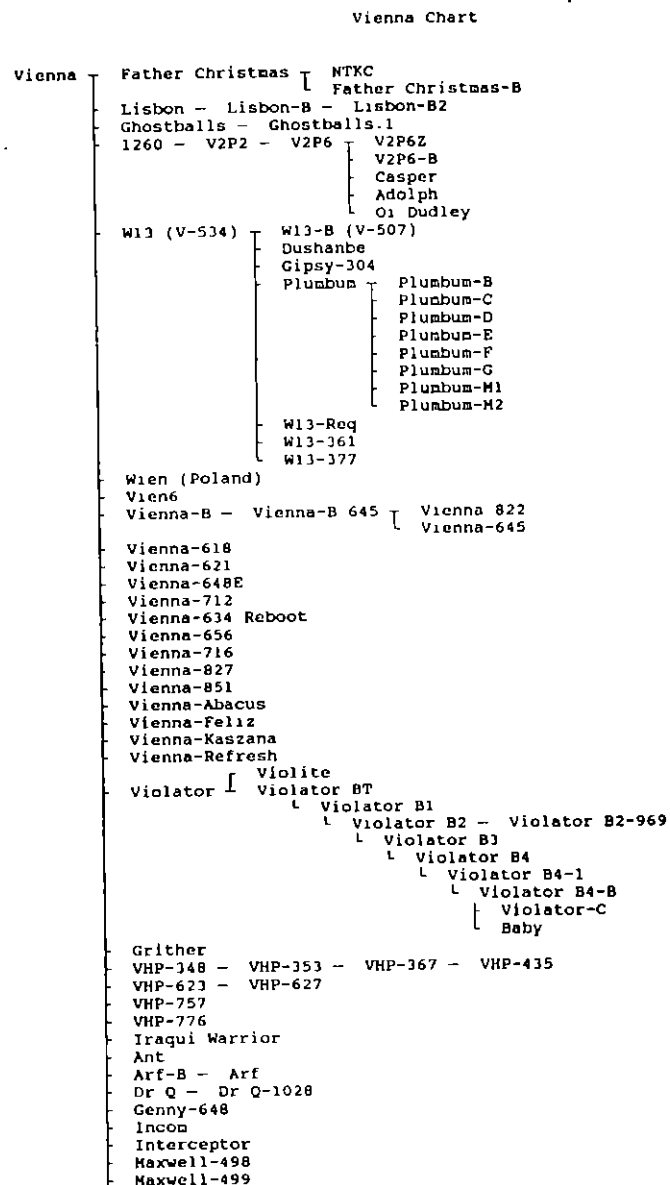 Vienna Chart
Vienna Father Christmas NTKC
Father Christmas-B
Lisbon - Lisbon-B - Lisbon-B2
Ghostballs - Ghostballs.1
1260 - V2P2 - V2P6 V2P6Z
V2P6-B
Casper
Adolph
Oi Dudley
W13 (V-534) W13-B (V-507)
Dushanbe
Gipsy-304
Plumbum Plumbum-B
Plumbum-C
Plumbum-D
Plumbum-E
Plumbum-F
Plumbum-G
Plumbum-M1
Plumbum-M2
W13-Req
W13-361
W13-377
Wien (Poland)
Vien6
Vienna-B - Vienna-B 645 Vienna 822
Vienna-645
Vienna-618
Vienna-621
Vienna-648E
Vienna-712
Vienna-634 Reboot
Vienna-656
Vienna-716
Vienna-827
Vienna-851
Vienna-Abacus
Vienna-Feliz
Vienna-Kaszana
Vienna-Refresh
Violite
Violator Violator BT
Violator B1
Violator B2 - Violator B2-969
Violator B3
Violator B4
Violator B4-1
Violator B4-B
Violator-C
Baby
Grither
VHP-348 - VHP-353 - VHP-367 - VHP-435
VHP-623 - VHP-627
VHP-757
VHP-776
Iraqui Warrior
Ant
Arf-B - Arf
Dr Q - Dr Q-1028
Genny-648
Incom
Interceptor
Maxwell-498
Maxwell-499